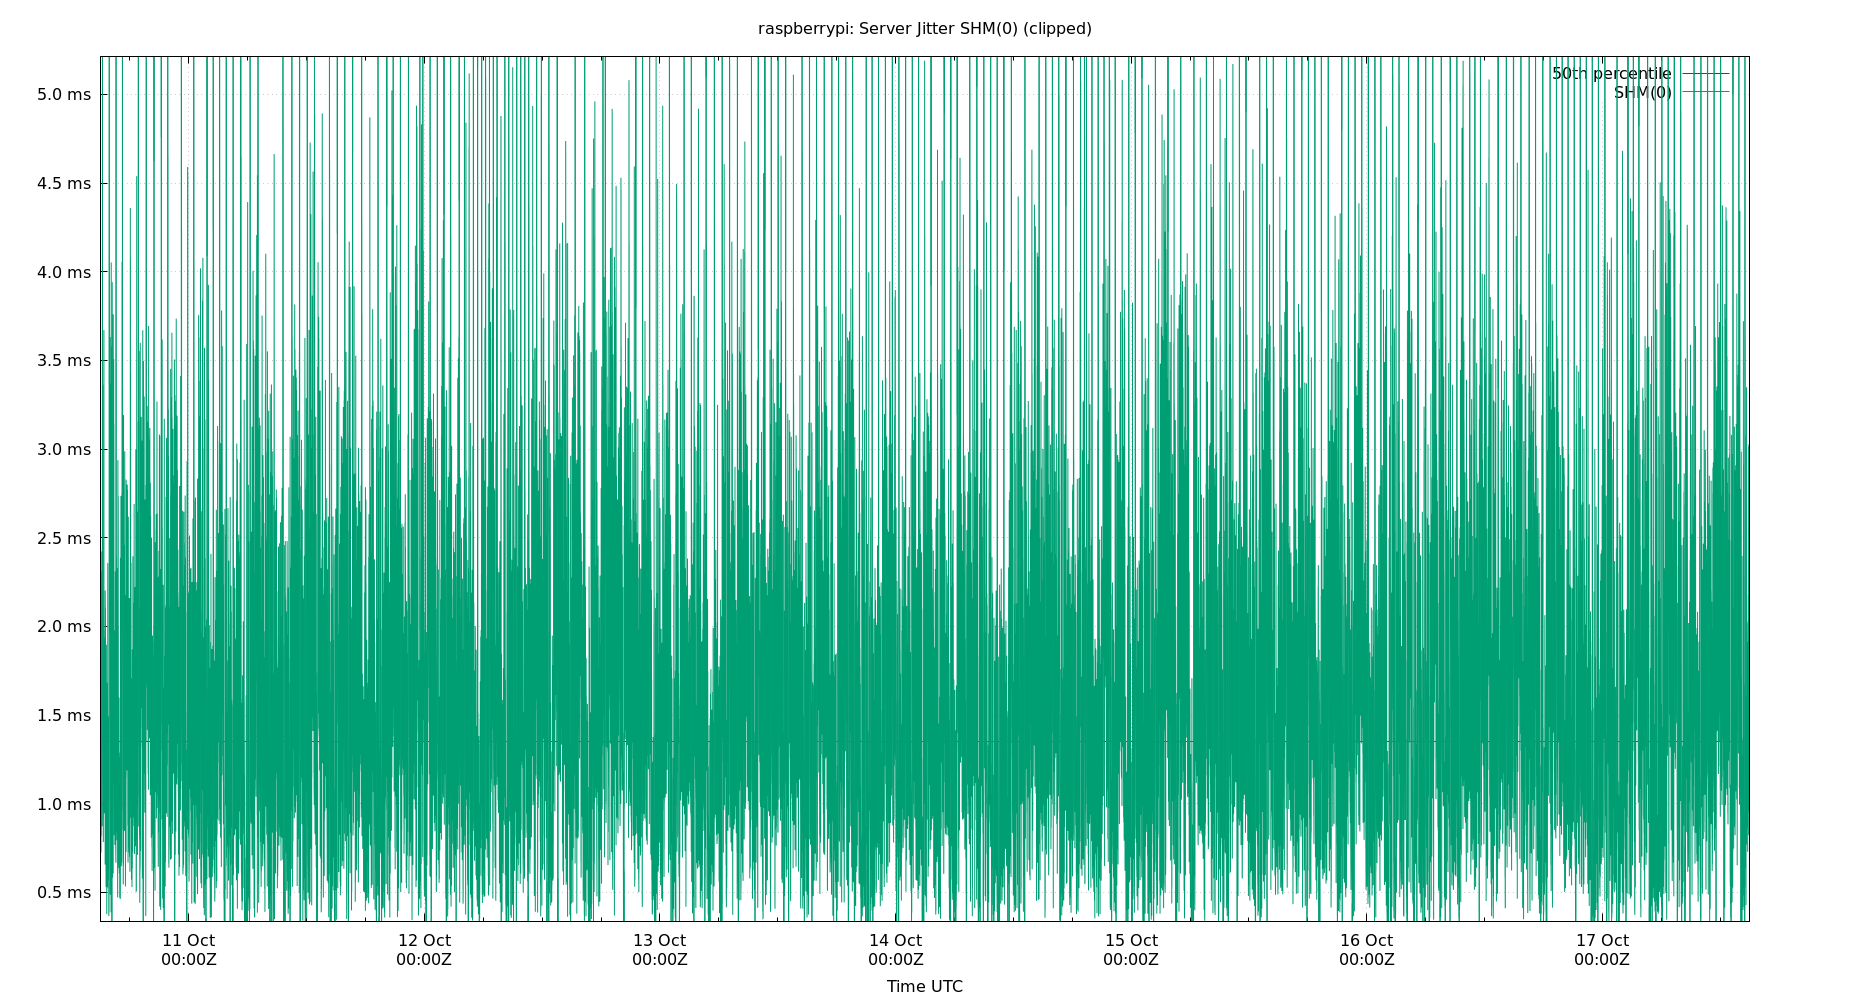 raspberrypi: Server Jitter SHM(0) (clipped)
50th percentile
SHM(0)
5.0 ms
4.5 ms
4.0 ms
3.5 ms
3.0 ms
2.5 ms
2.0 ms
1.5 ms
1.0 ms
0.5 ms
11 Oct 12 Oct 13 Oct 14 Oct 15 Oct 16 Oct 17 Oct
00:00Z 00:00Z 00:00Z 00:00Z 00:00Z 00:00Z 00:00Z
Time UTC